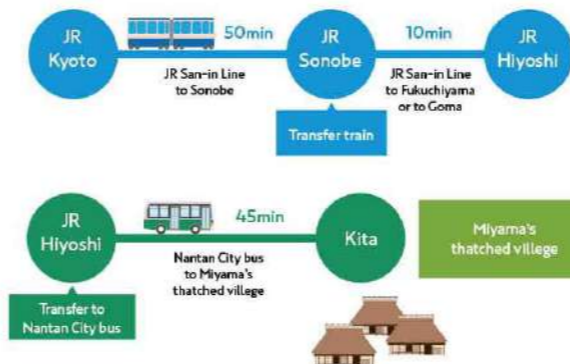 JR
Kyoto
50min
JR San-in Line
to Sonobe
JR
Sonobe
Transfer train
10min
JR San-in Line
to Fukuchiyama
or to Goma
JR
Hiyoshi
JR
Hiyoshi
Transfer to
Nantan City bus
45min
Nantan City bus
to Miyama's
thatched villege
Kita
Miyama's
thatched villege